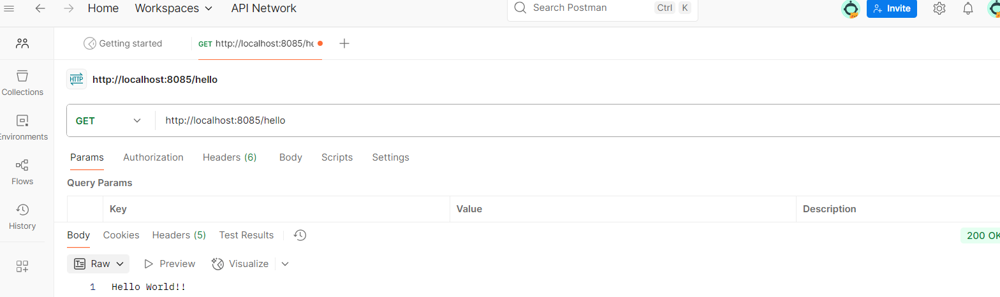 Home Workspaces API Network Search Postman Ctrl K Invite
Getting started GET http://localhost:8085/he
HTTP http://localhost:8085/hello
Collections
GET http://localhost:8085/hello
Environments
Params Authorization Headers (6) Body Scripts Settings
Flows
Query Params
Key Value Description
History
Body Cookies Headers (5) Test Results 200 OK
Raw Preview Visualize
1 Hello World!!